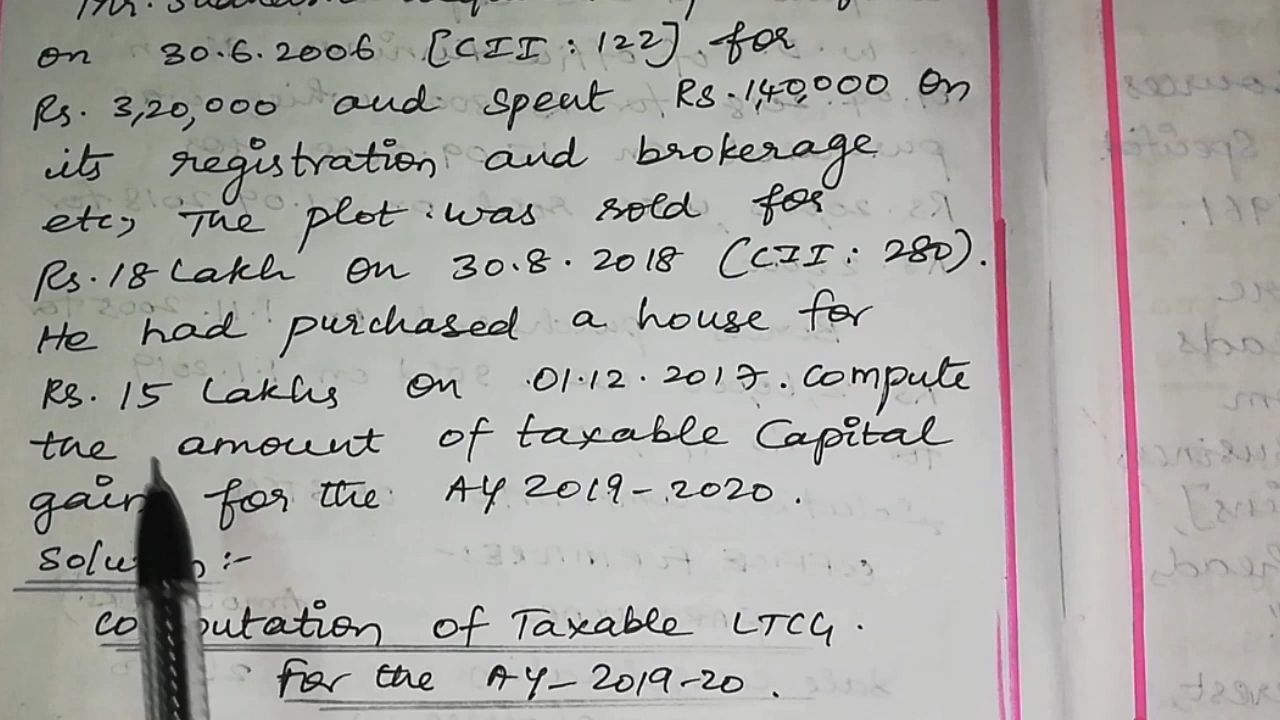 on 30.6.2006 [CII : 122] for
Rs. 3,20,000 and spent Rs. 1,40,000 on
its registration and brokerage
etc, The plot was sold for
Rs. 18 Lakh on 30.8.2018 (CII : 280).
He had purchased a house for
Rs. 15 Lakhs on 01.12.2017. compute
the amount of taxable Capital
gain for the AY 2019-2020.
Solu :-
co utation of Taxable LTCG.
For the AY-2019-20.